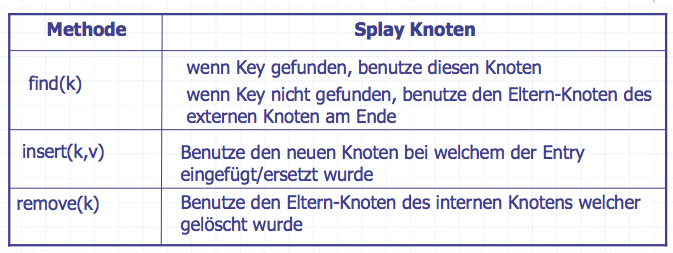 Methode Splay Knoten
find(k)
wenn Key gefunden, benutze diesen Knoten
wenn Key nicht gefunden, benutze den Eltern-Knoten des
externen Knoten am Ende
insert(k,v)
Benutze den neuen Knoten bei welchem der Entry
eingefügt/ersetzt wurde
remove(k)
Benutze den Eltern-Knoten des internen Knotens welcher
gelöscht wurde